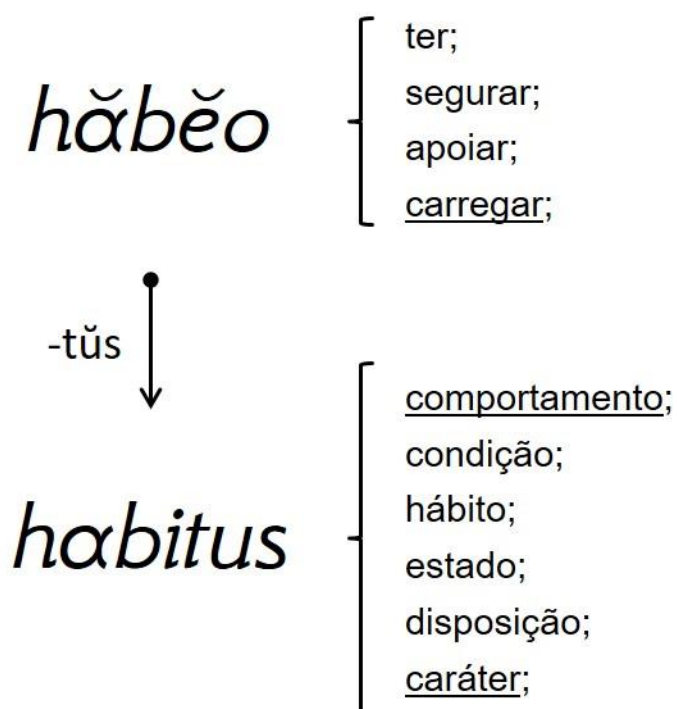 hăbĕo
ter;
segurar;
apoiar;
carregar;
-tŭs
habitus
comportamento;
condição;
hábito;
estado;
disposição;
caráter;